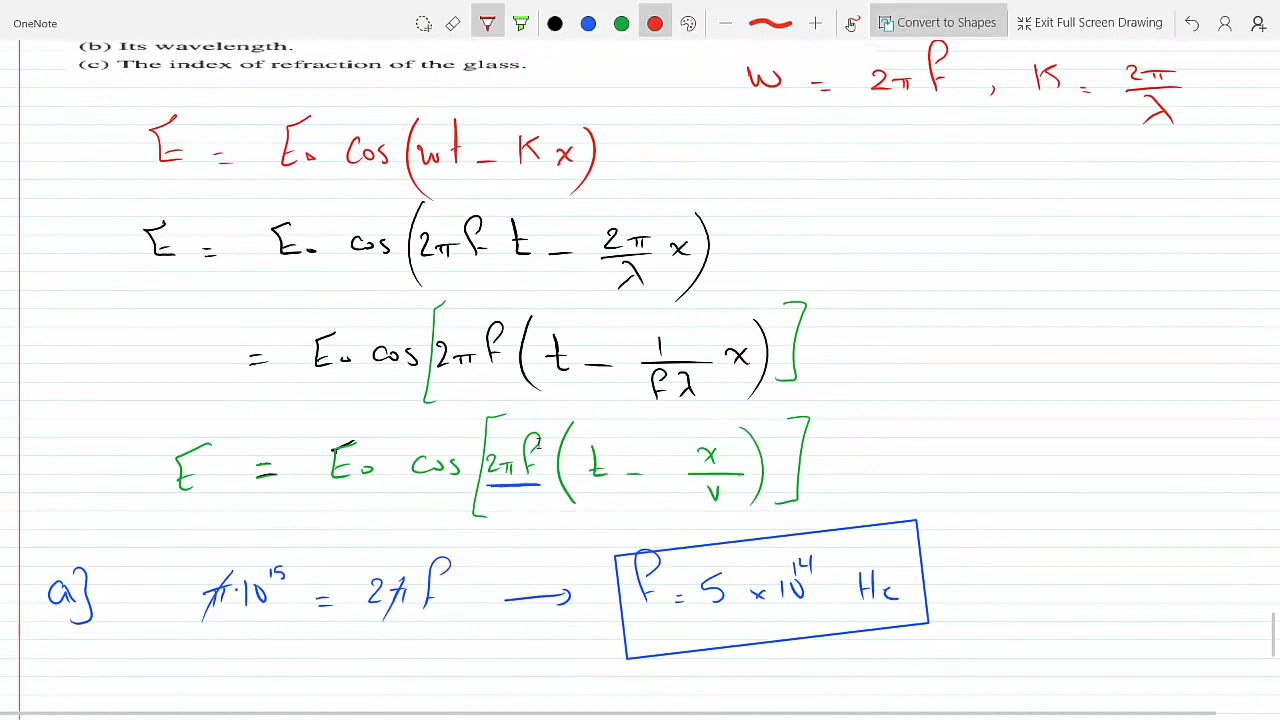 OneNote
Convert to Shapes
Exit Full Screen Drawing
(b) Its wavelength.
(c) The index of refraction of the glass.
w = 2π f , K = 2π/λ
E = E₀ cos(wt - Kx)
E = E₀ cos(2πf t - 2π/λ x)
= E₀ cos[2πf(t - 1/fλ x)]
E = E₀ cos[2πf(t - x/v)]
a} π·10¹⁵ = 2πf → f = 5 × 10¹⁴ Hz